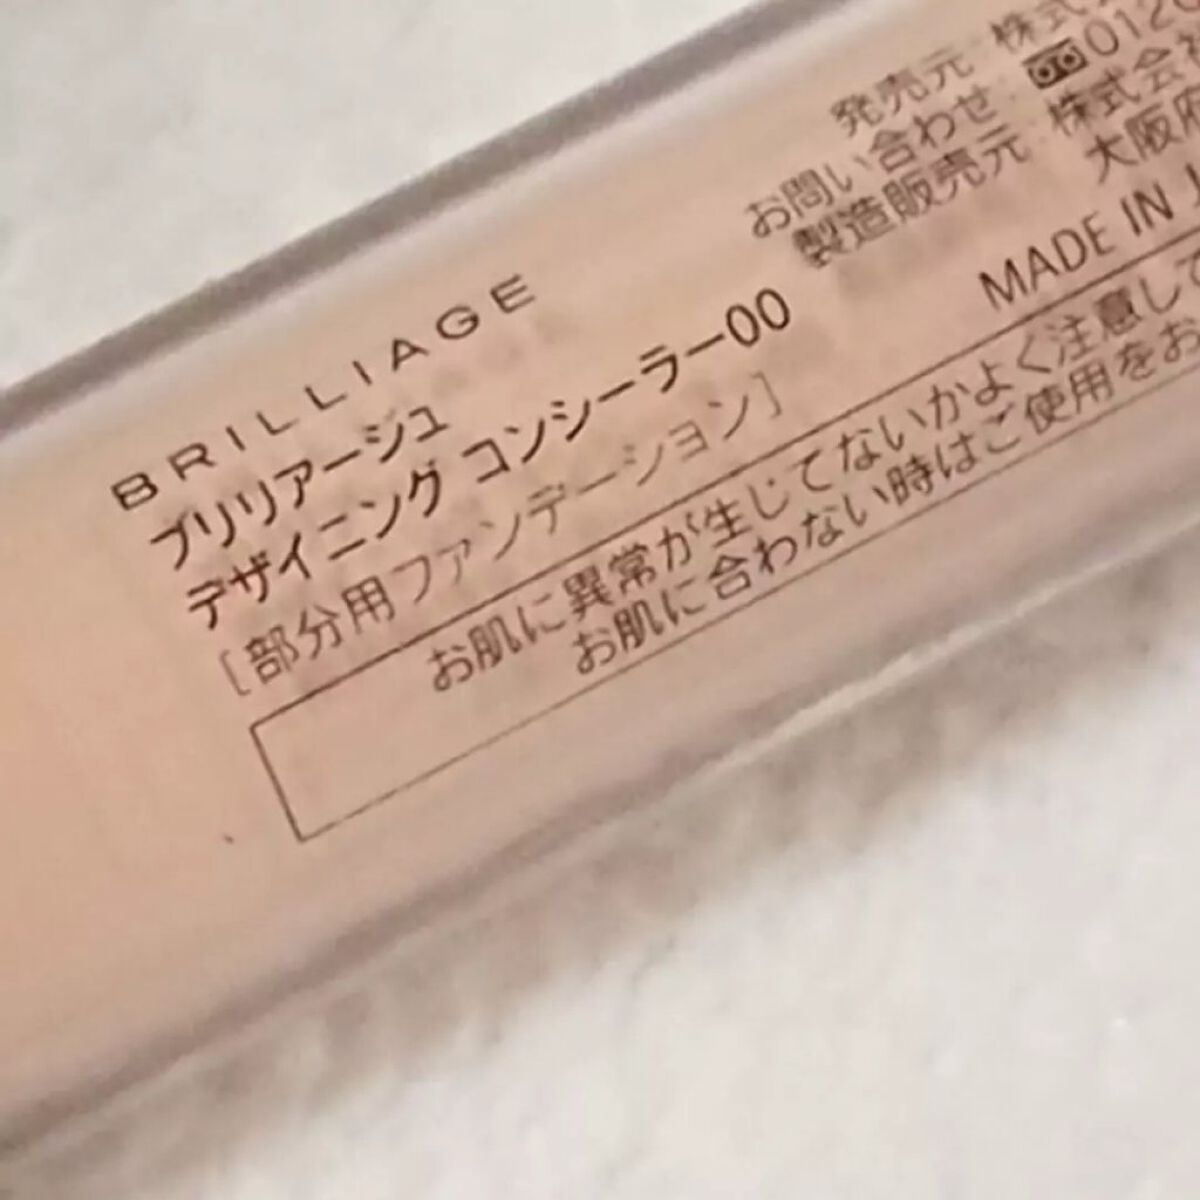 BRILLIAGE
ブリリアージュ
デザイニング コンシーラー00
[部分用ファンデーション]
発売元 株式
お問い合わせ 012
製造販売元 株式会社
大阪府
MADE IN
お肌に異常が生じてないかよく注意して
お肌に合わない時はご使用をお